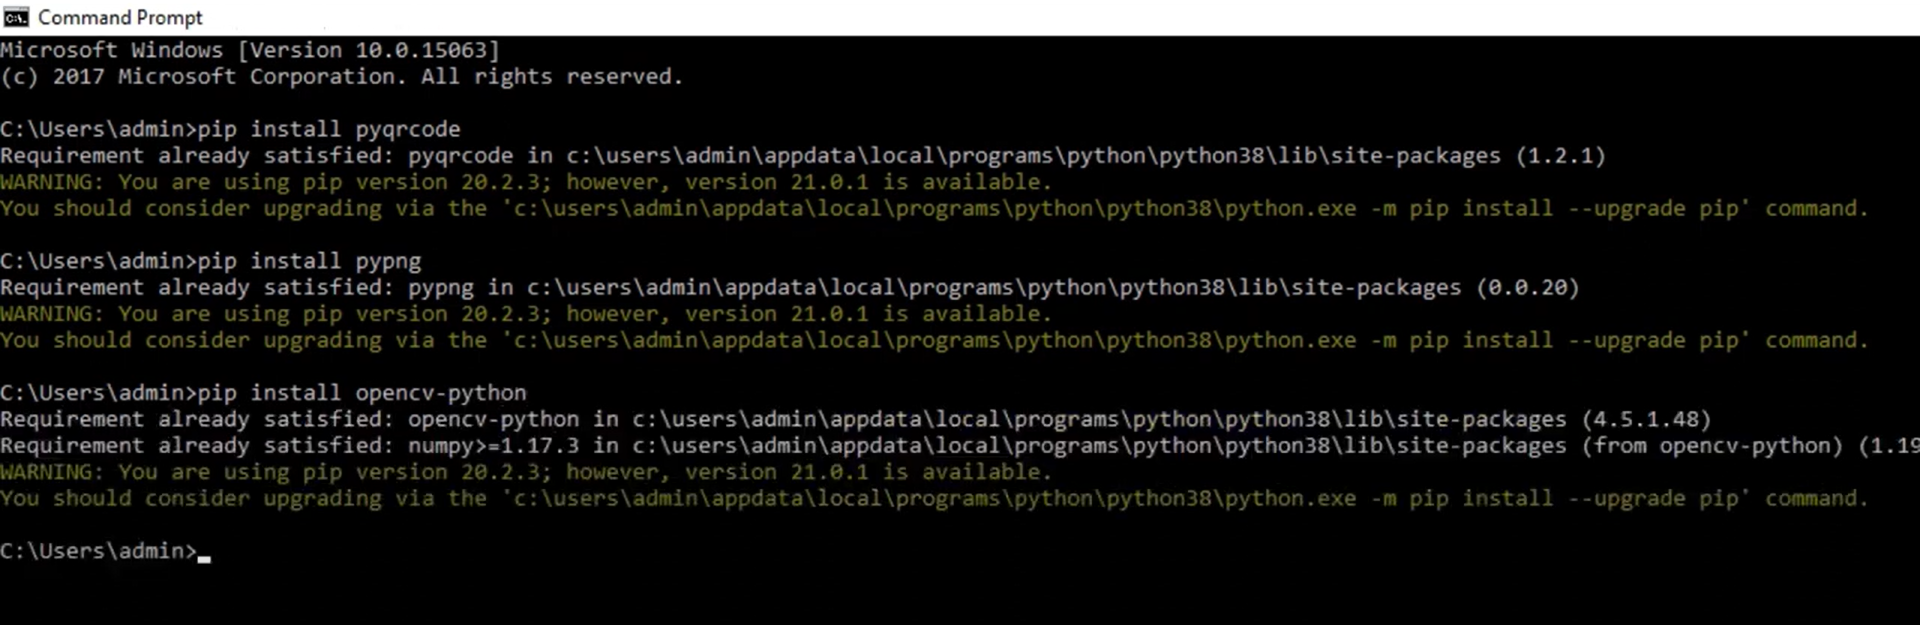 Command Prompt
Microsoft Windows [Version 10.0.15063]
(c) 2017 Microsoft Corporation. All rights reserved.
C:\Users\admin>pip install pyqrcode
Requirement already satisfied: pyqrcode in c:\users\admin\appdata\local\programs\python\python38\lib\site-packages (1.2.1)
WARNING: You are using pip version 20.2.3; however, version 21.0.1 is available.
You should consider upgrading via the 'c:\users\admin\appdata\local\programs\python\python38\python.exe -m pip install --upgrade pip' command.
C:\Users\admin>pip install pypng
Requirement already satisfied: pypng in c:\users\admin\appdata\local\programs\python\python38\lib\site-packages (0.0.20)
WARNING: You are using pip version 20.2.3; however, version 21.0.1 is available.
You should consider upgrading via the 'c:\users\admin\appdata\local\programs\python\python38\python.exe -m pip install --upgrade pip' command.
C:\Users\admin>pip install opencv-python
Requirement already satisfied: opencv-python in c:\users\admin\appdata\local\programs\python\python38\lib\site-packages (4.5.1.48)
Requirement already satisfied: numpy>=1.17.3 in c:\users\admin\appdata\local\programs\python\python38\lib\site-packages (from opencv-python) (1.19
WARNING: You are using pip version 20.2.3; however, version 21.0.1 is available.
You should consider upgrading via the 'c:\users\admin\appdata\local\programs\python\python38\python.exe -m pip install --upgrade pip' command.
C:\Users\admin>